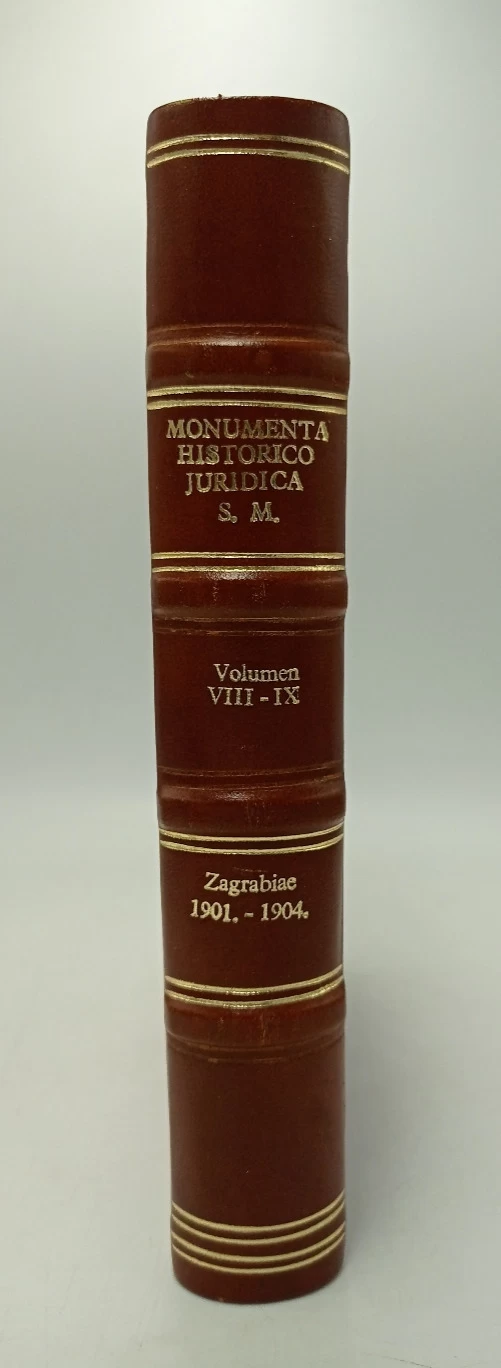 MONUMENTA
HISTORICO
JURIDICA
S. M.
Volumen
VIII - IX
Zagrabiae
1901. - 1904.